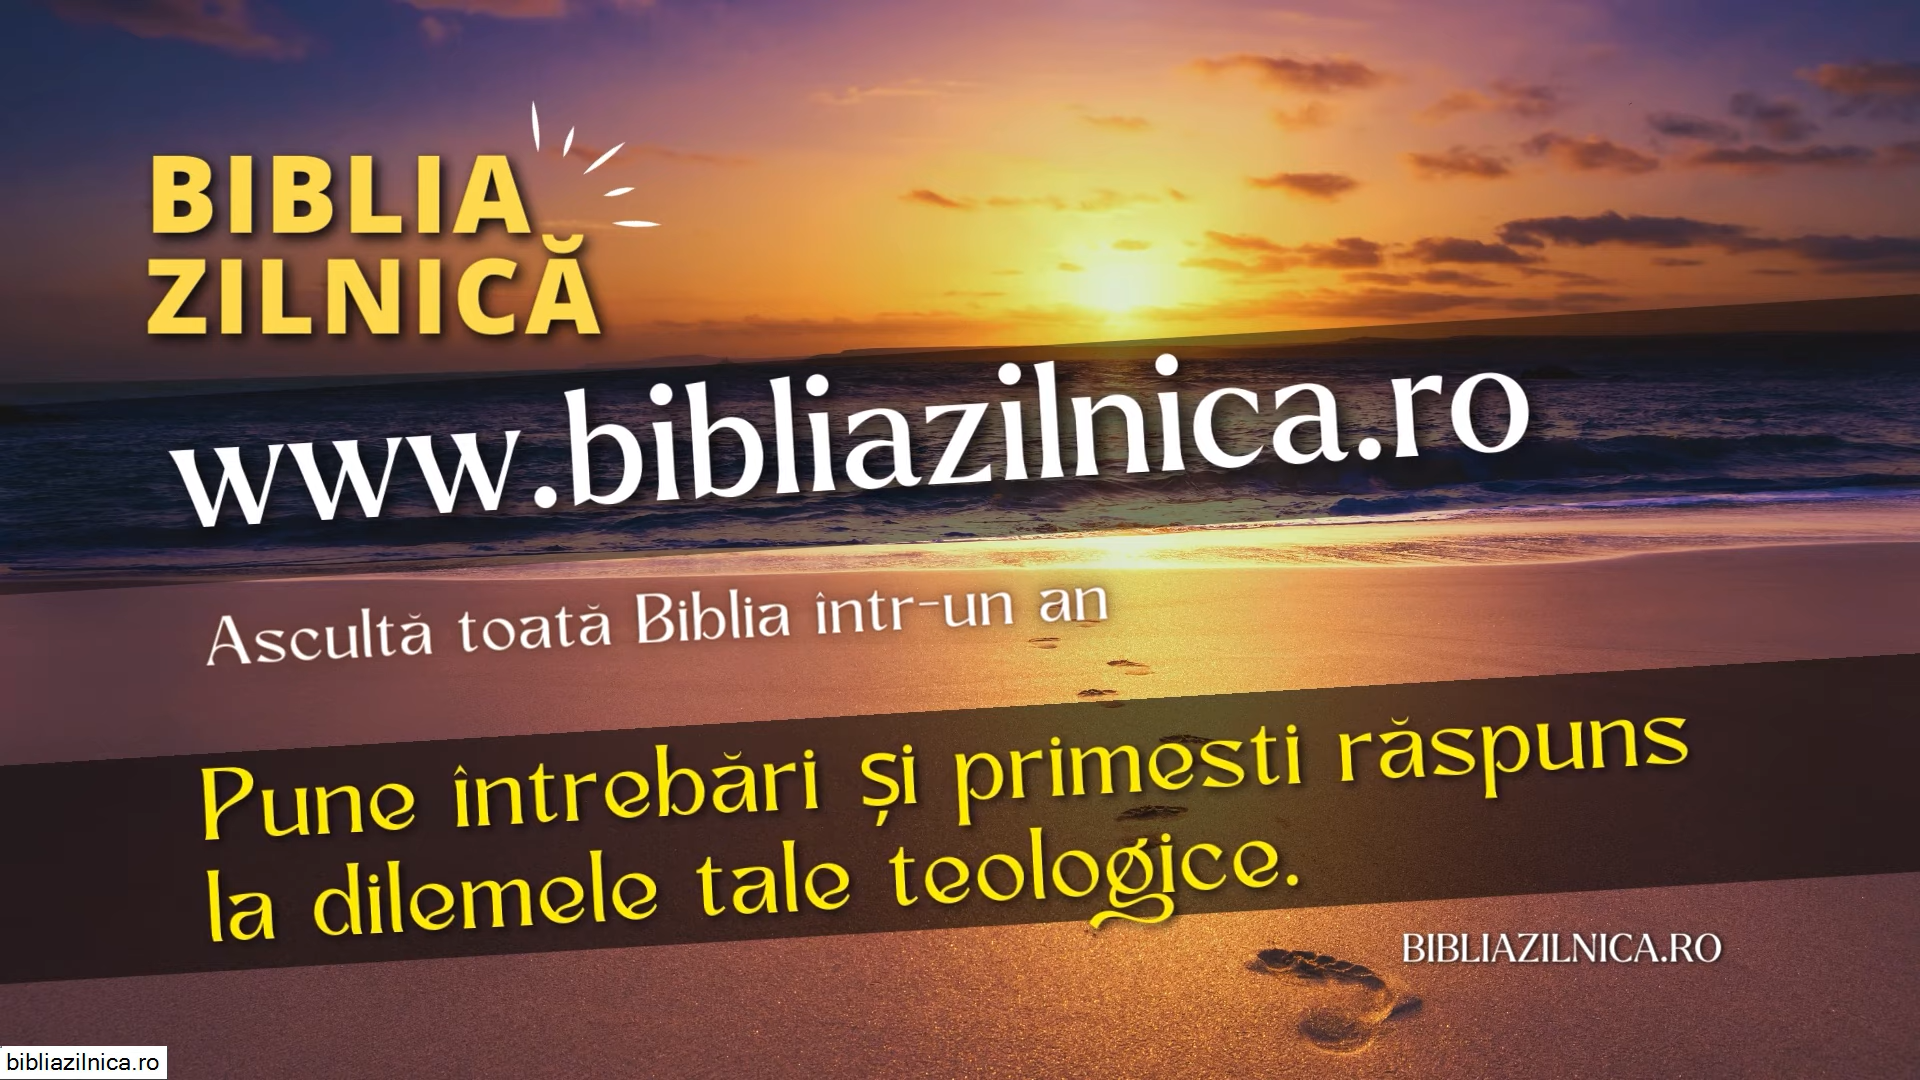 BIBLIA
ZILNICĂ
www.bibliazilnica.ro
Ascultă toată Biblia într-un an
Pune întrebări și primesti răspuns
la dilemele tale teologice.
BIBLIAZILNICA.RO
bibliazilnica.ro